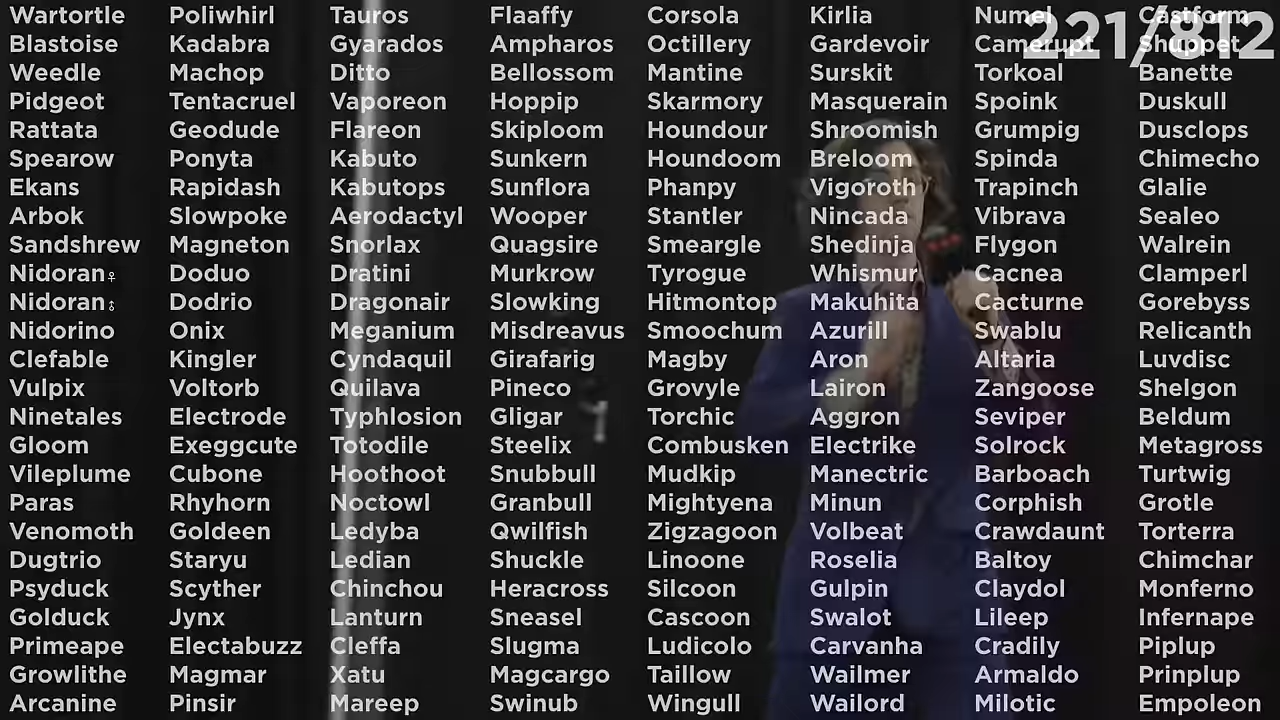 Wartortle Poliwhirl Tauros Flaaffy Corsola Kirlia Numel Castform
221/812
Blastoise Kadabra Gyarados Ampharos Octillery Gardevoir Camerupt Shuppet
Weedle Machop Ditto Bellossom Mantine Surskit Torkoal Banette
Pidgeot Tentacruel Vaporeon Hoppip Skarmory Masquerain Spoink Duskull
Rattata Geodude Flareon Skiploom Houndour Shroomish Grumpig Dusclops
Spearow Ponyta Kabuto Sunkern Houndoom Breloom Spinda Chimecho
Ekans Rapidash Kabutops Sunflora Phanpy Vigoroth Trapinch Glalie
Arbok Slowpoke Aerodactyl Wooper Stantler Nincada Vibrava Sealeo
Sandshrew Magneton Snorlax Quagsire Smeargle Shedinja Flygon Walrein
Nidoran♀ Doduo Dratini Murkrow Tyrogue Whismur Cacnea Clamperl
Nidoran♂ Dodrio Dragonair Slowking Hitmontop Makuhita Cacturne Gorebyss
Nidorino Onix Meganium Misdreavus Smoochum Azurill Swablu Relicanth
Clefable Kingler Cyndaquil Girafarig Magby Aron Altaria Luvdisc
Vulpix Voltorb Quilava Pineco Grovyle Lairon Zangoose Shelgon
Ninetales Electrode Typhlosion Gligar Torchic Aggron Seviper Beldum
Gloom Exeggcute Totodile Steelix Combusken Electrike Solrock Metagross
Vileplume Cubone Hoothoot Snubbull Mudkip Manectric Barboach Turtwig
Paras Rhyhorn Noctowl Granbull Mightyena Minun Corphish Grotle
Venomoth Goldeen Ledyba Qwilfish Zigzagoon Volbeat Crawdaunt Torterra
Dugtrio Staryu Ledian Shuckle Linoone Roselia Baltoy Chimchar
Psyduck Scyther Chinchou Heracross Silcoon Gulpin Claydol Monferno
Golduck Jynx Lanturn Sneasel Cascoon Swalot Lileep Infernape
Primeape Electabuzz Cleffa Slugma Ludicolo Carvanha Cradily Piplup
Growlithe Magmar Xatu Magcargo Taillow Wailmer Armaldo Prinplup
Arcanine Pinsir Mareep Swinub Wingull Wailord Milotic Empoleon